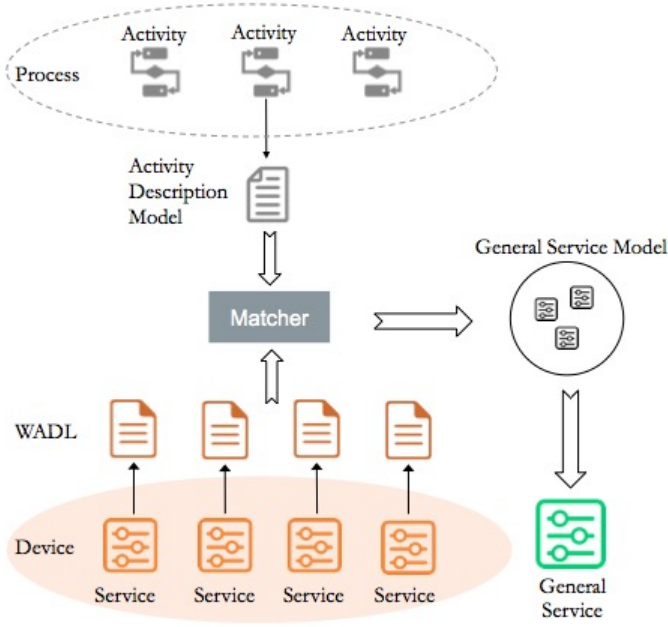 Activity
Activity
Activity
Process
Activity
Description
Model
General Service Model
Matcher
WADL
Device
Service
Service
Service
Service
General
Service